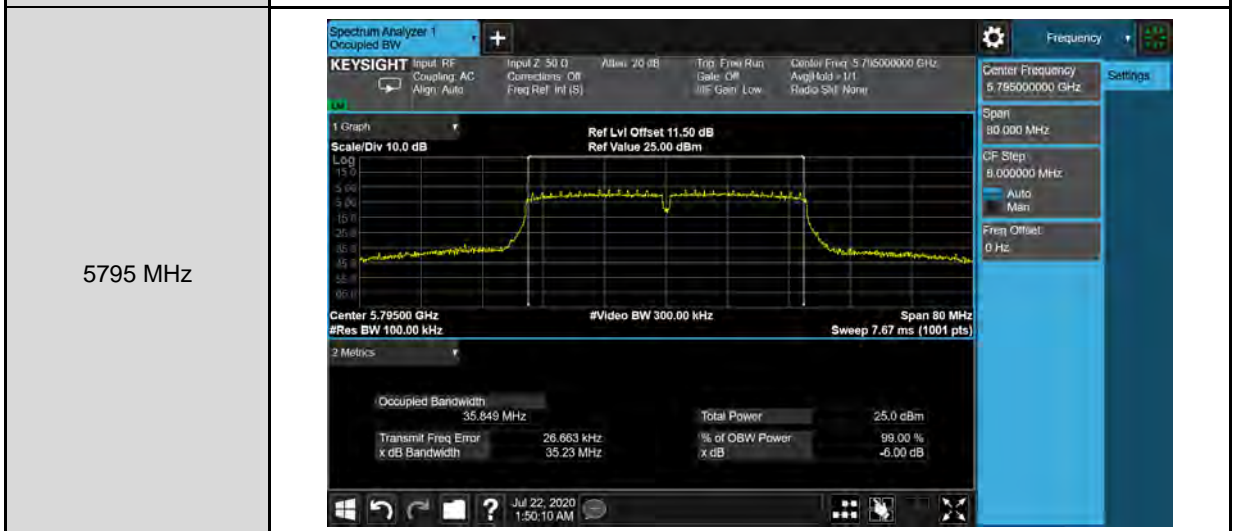 5795 MHz
Spectrum Analyzer 1
Occupied BW
+
Frequency
KEYSIGHT
Input: RF
Coupling: AC
Align: Auto
Input Z: 50 Ω
Corrections: Off
Freq Ref: Int (S)
Atten: 20 dB
Trig: Free Run
Gate: Off
#IF Gain: Low
Center Freq: 5.795000000 GHz
Avg|Hold: >1/1
Radio Std: None
Center Frequency
5.795000000 GHz
Settings
Span
80.000 MHz
CF Step
8.000000 MHz
Auto
Man
Freq Offset
0 Hz
1 Graph
Scale/Div 10.0 dB
Ref Lvl Offset 11.50 dB
Ref Value 25.00 dBm
Log
15.0
5.00
Center 5.79500 GHz
#Res BW 100.00 kHz
#Video BW 300.00 kHz
Span 80 MHz
Sweep 7.67 ms (1001 pts)
2 Metrics
Occupied Bandwidth
35.849 MHz
Total Power 25.0 dBm
Transmit Freq Error 26.663 kHz
% of OBW Power 99.00 %
x dB Bandwidth 35.23 MHz
x dB -6.00 dB
?
Jul 22, 2020
1:50:10 AM